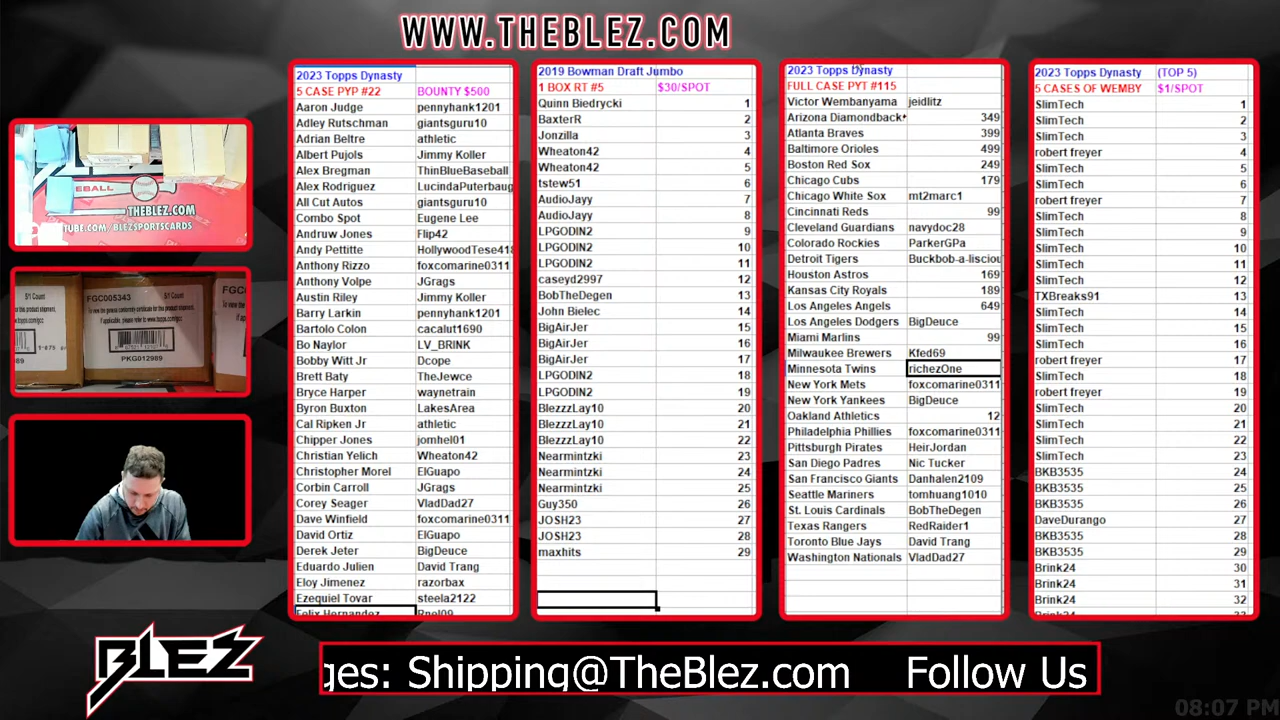 WWW.THEBLEZ.COM
EBALL
THEBLEZ.COM
TUBE.COM/BLEZSPORTSCARDS
5/1 Count
FGC005343
5/1 Count
PKG012989
2023 Topps Dynasty
5 CASE PYP #22 BOUNTY $500
Aaron Judge pennyhank1201
Adley Rutschman giantsguru10
Adrian Beltre athletic
Albert Pujols Jimmy Koller
Alex Bregman ThinBlueBaseball
Alex Rodriguez LucindaPuterbaug
All Cut Autos giantsguru10
Combo Spot Eugene Lee
Andruw Jones Flip42
Andy Pettitte HollywoodTese418
Anthony Rizzo foxcomarine0311
Anthony Volpe JGrags
Austin Riley Jimmy Koller
Barry Larkin pennyhank1201
Bartolo Colon cacalut1690
Bo Naylor LV_BRINK
Bobby Witt Jr Dcope
Brett Baty TheJewce
Bryce Harper waynetrain
Byron Buxton LakesArea
Cal Ripken Jr athletic
Chipper Jones jomhel01
Christian Yelich Wheaton42
Christopher Morel ElGuapo
Corbin Carroll JGrags
Corey Seager VladDad27
Dave Winfield foxcomarine0311
David Ortiz ElGuapo
Derek Jeter BigDeuce
Eduardo Julien David Trang
Eloy Jimenez razorbax
Ezequiel Tovar steela2122
Felix Hernandez Rnel09
2019 Bowman Draft Jumbo
1 BOX RT #5 $30/SPOT
Quinn Biedrycki 1
BaxterR 2
Jonzilla 3
Wheaton42 4
Wheaton42 5
tstew51 6
AudioJayy 7
AudioJayy 8
LPGODIN2 9
LPGODIN2 10
LPGODIN2 11
caseyd2997 12
BobTheDegen 13
John Bielec 14
BigAirJer 15
BigAirJer 16
BigAirJer 17
LPGODIN2 18
LPGODIN2 19
BlezzzLay10 20
BlezzzLay10 21
BlezzzLay10 22
Nearmintzki 23
Nearmintzki 24
Nearmintzki 25
Guy350 26
JOSH23 27
JOSH23 28
maxhits 29
2023 Topps Dynasty
FULL CASE PYT #115
Victor Wembanyama jeidlitz
Arizona Diamondback 349
Atlanta Braves 399
Baltimore Orioles 499
Boston Red Sox 249
Chicago Cubs 179
Chicago White Sox mt2marc1
Cincinnati Reds 99
Cleveland Guardians navydoc28
Colorado Rockies ParkerGPa
Detroit Tigers Buckbob-a-lisciou
Houston Astros 169
Kansas City Royals 189
Los Angeles Angels 649
Los Angeles Dodgers BigDeuce
Miami Marlins 99
Milwaukee Brewers Kfed69
Minnesota Twins richezOne
New York Mets foxcomarine0311
New York Yankees BigDeuce
Oakland Athletics 12
Philadelphia Phillies foxcomarine0311
Pittsburgh Pirates HeirJordan
San Diego Padres Nic Tucker
San Francisco Giants Danhalen2109
Seattle Mariners tomhuang1010
St. Louis Cardinals BobTheDegen
Texas Rangers RedRaider1
Toronto Blue Jays David Trang
Washington Nationals VladDad27
2023 Topps Dynasty (TOP 5)
5 CASES OF WEMBY $1/SPOT
SlimTech 1
SlimTech 2
SlimTech 3
robert freyer 4
SlimTech 5
SlimTech 6
robert freyer 7
SlimTech 8
SlimTech 9
SlimTech 10
SlimTech 11
SlimTech 12
TXBreaks91 13
SlimTech 14
SlimTech 15
SlimTech 16
robert freyer 17
SlimTech 18
robert freyer 19
SlimTech 20
SlimTech 21
SlimTech 22
SlimTech 23
BKB3535 24
BKB3535 25
BKB3535 26
DaveDurango 27
BKB3535 28
BKB3535 29
Brink24 30
Brink24 31
Brink24 32
BLEZ
ges: Shipping@TheBlez.com Follow Us
08:07 PM